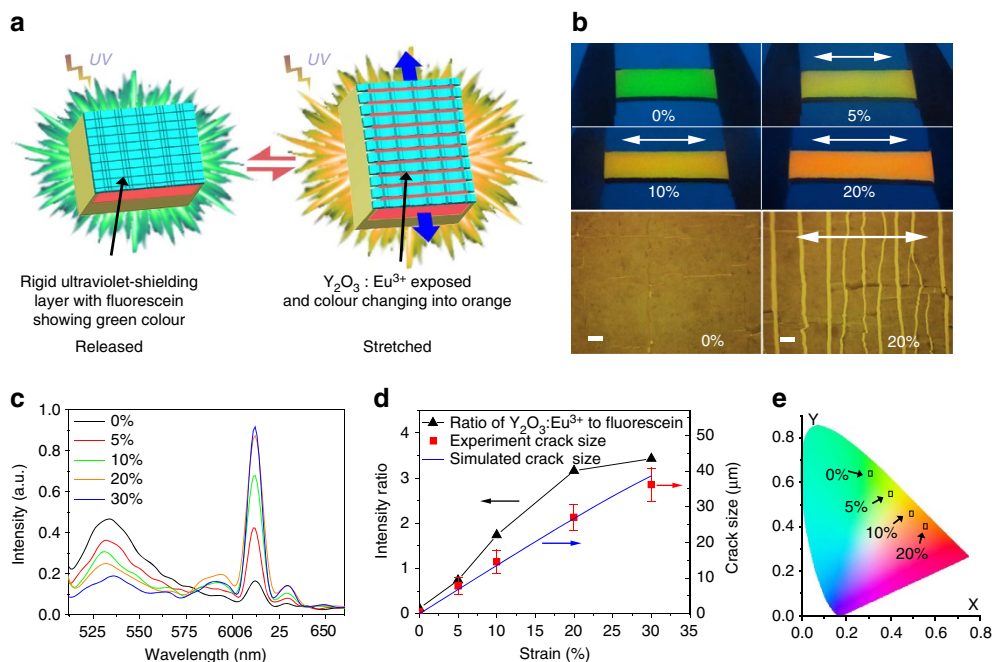 a
UV
UV
Rigid ultraviolet-shielding
layer with fluorescein
showing green colour
Released
Y₂O₃ : Eu³⁺ exposed
and colour changing into orange
Stretched
b
0%
5%
10%
20%
0%
20%
c
1.0
0.8
0.6
0.4
0.2
0.0
Intensity (a.u.)
0%
5%
10%
20%
30%
525 550 575 6006 25 650
Wavelength (nm)
d
4
3
2
1
0
Intensity ratio
Ratio of Y₂O₃:Eu³⁺ to fluorescein
Experiment crack size
Simulated crack size
50
40
30
20
10
0
Crack size (μm)
0 5 10 15 20 25 30 35
Strain (%)
e
Y
0.8
0.6
0.4
0.2
0.0
0%
5%
10%
20%
X
0.0 0.2 0.4 0.6 0.8